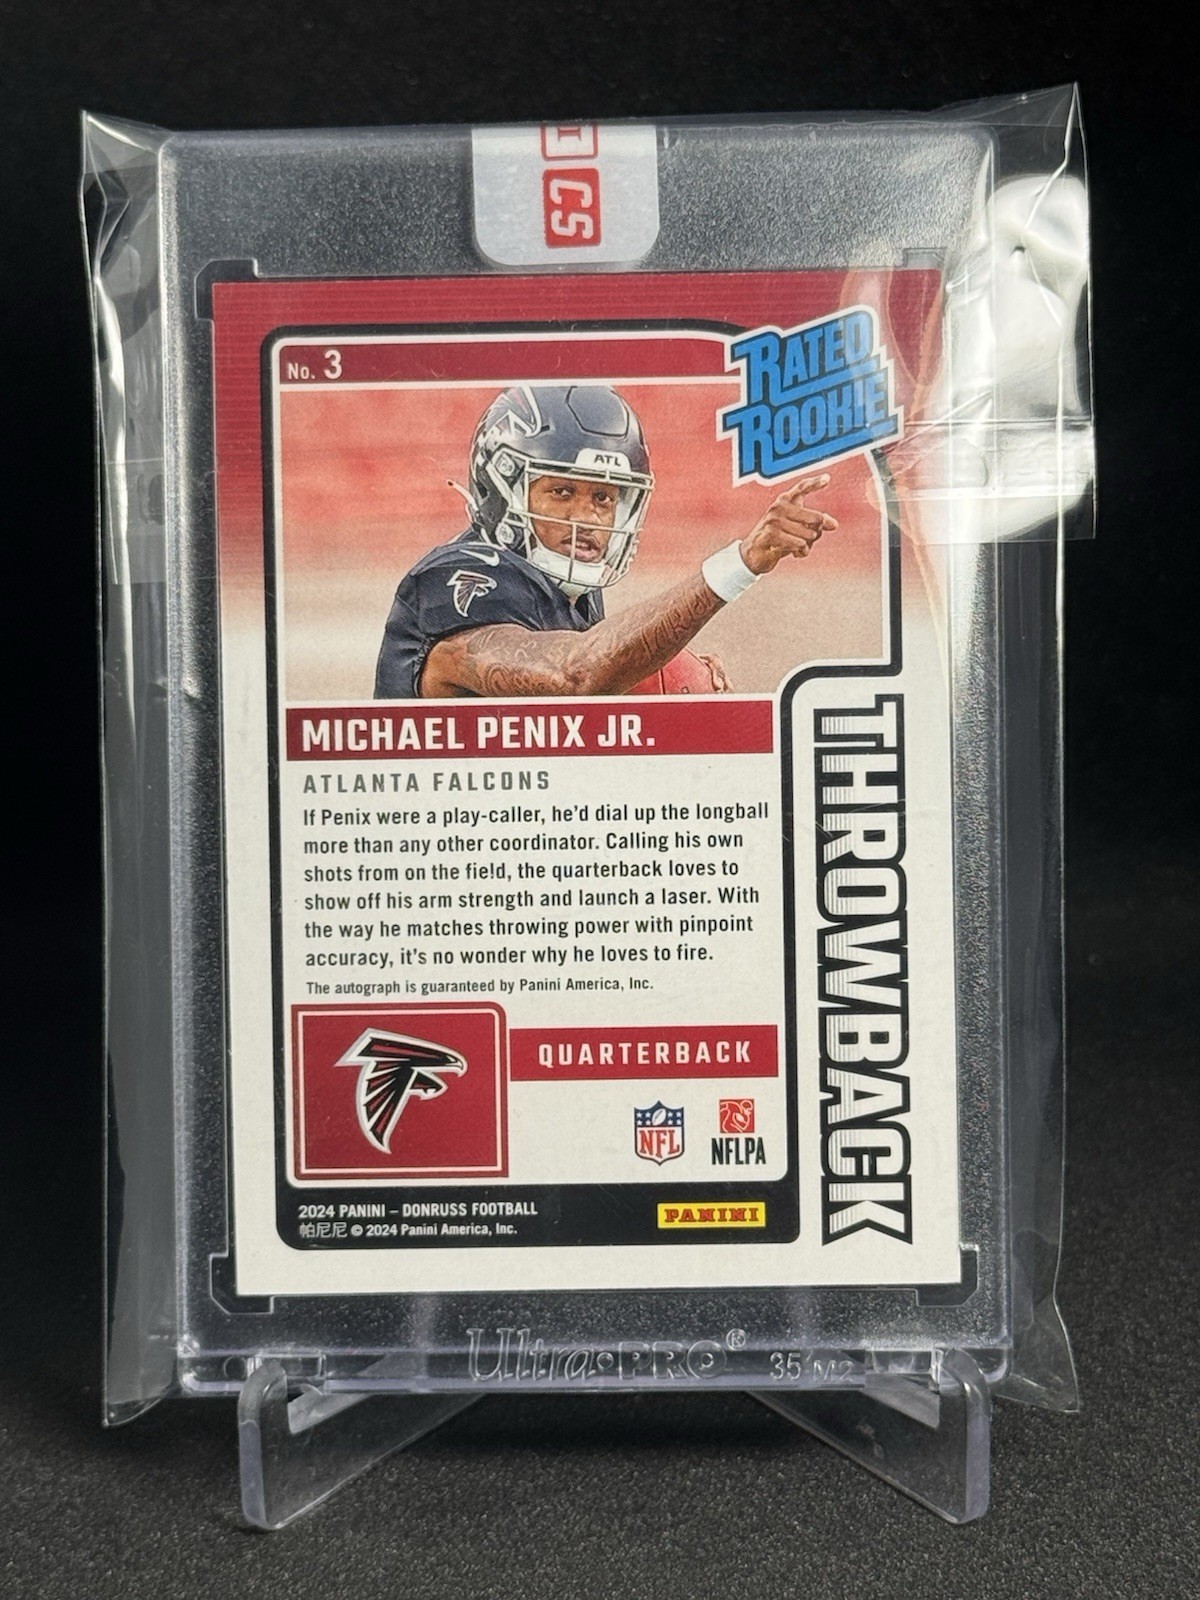 CS
No. 3
RATED
ROOKIE
ATL
MICHAEL PENIX JR.
ATLANTA FALCONS
If Penix were a play-caller, he'd dial up the longball
more than any other coordinator. Calling his own
shots from on the field, the quarterback loves to
show off his arm strength and launch a laser. With
the way he matches throwing power with pinpoint
accuracy, it's no wonder why he loves to fire.
The autograph is guaranteed by Panini America, Inc.
THROWBACK
QUARTERBACK
NFL
NFLPA
2024 PANINI – DONRUSS FOOTBALL
帕尼尼 © 2024 Panini America, Inc.
PANINI
Ultra•PRO® 35 M2